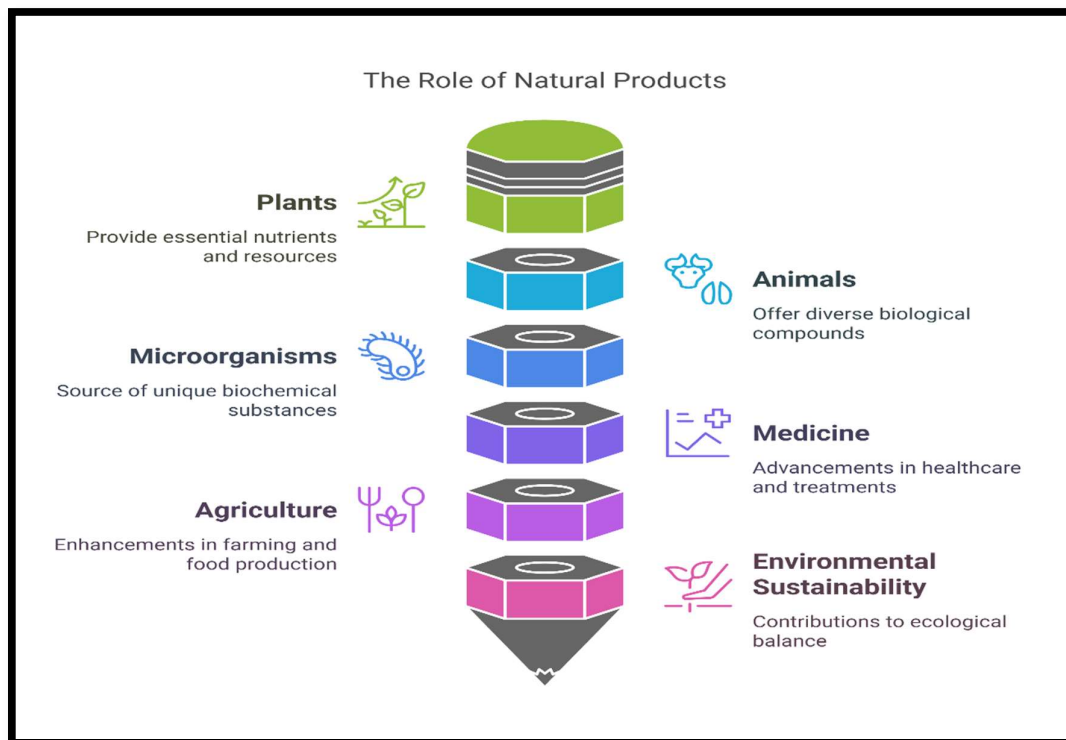 The Role of Natural Products
Plants
Provide essential nutrients
and resources
Animals
Offer diverse biological
compounds
Microorganisms
Source of unique biochemical
substances
Medicine
Advancements in healthcare
and treatments
Agriculture
Enhancements in farming and
food production
Environmental
Sustainability
Contributions to ecological
balance